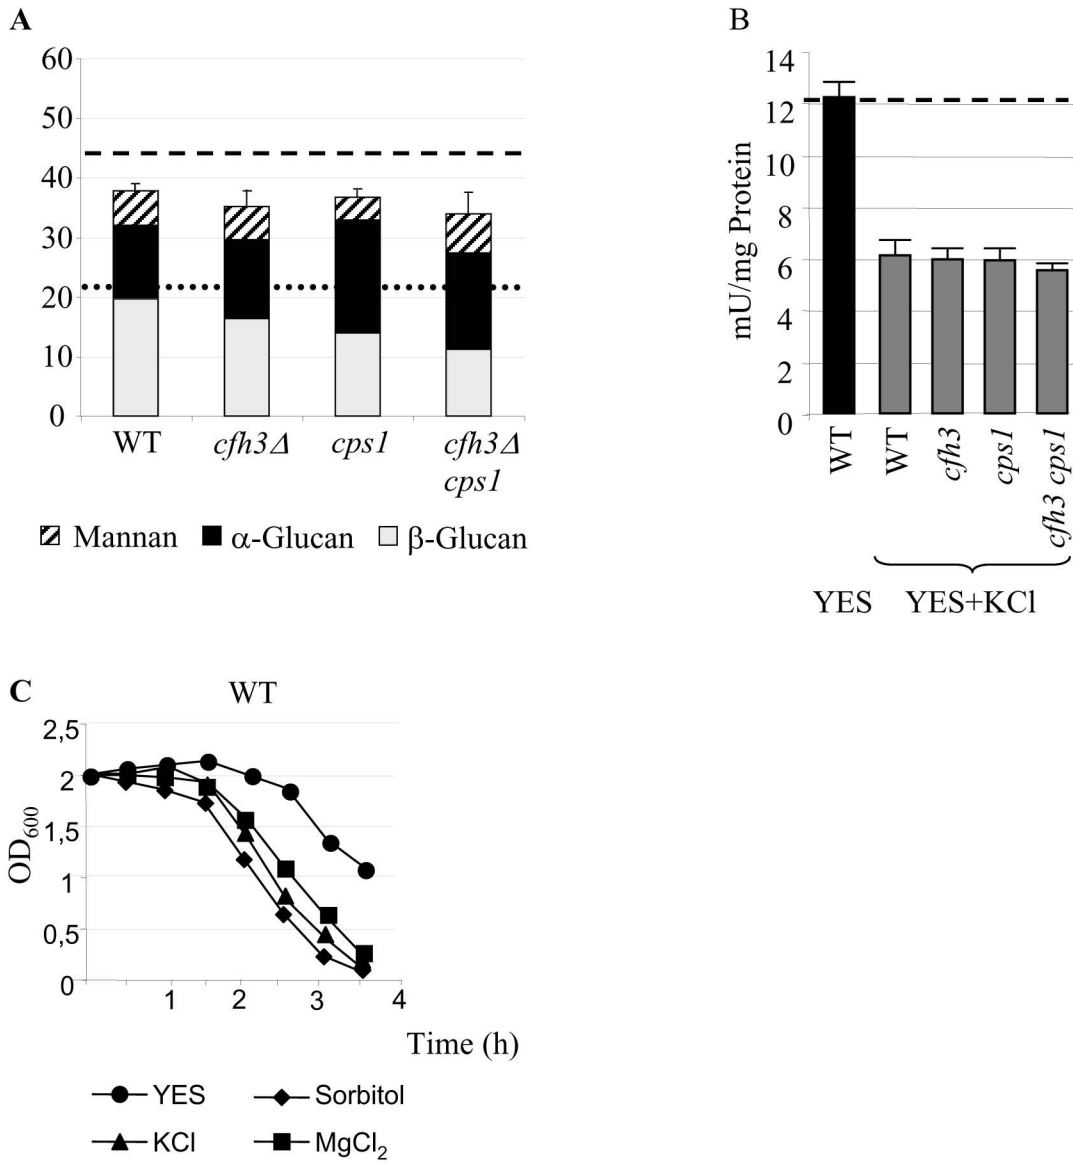 A
60
50
40
30
20
10
0
WT cfh3Δ cps1 cfh3Δ
cps1
Mannan α-Glucan β-Glucan
B
mU/mg Protein
14
12
10
8
6
4
2
0
WT WT cfh3 cps1 cfh3 cps1
YES YES+KCl
C WT
OD600
2,5
2
1,5
1
0,5
0
1 2 3 4
Time (h)
YES Sorbitol
KCl MgCl2